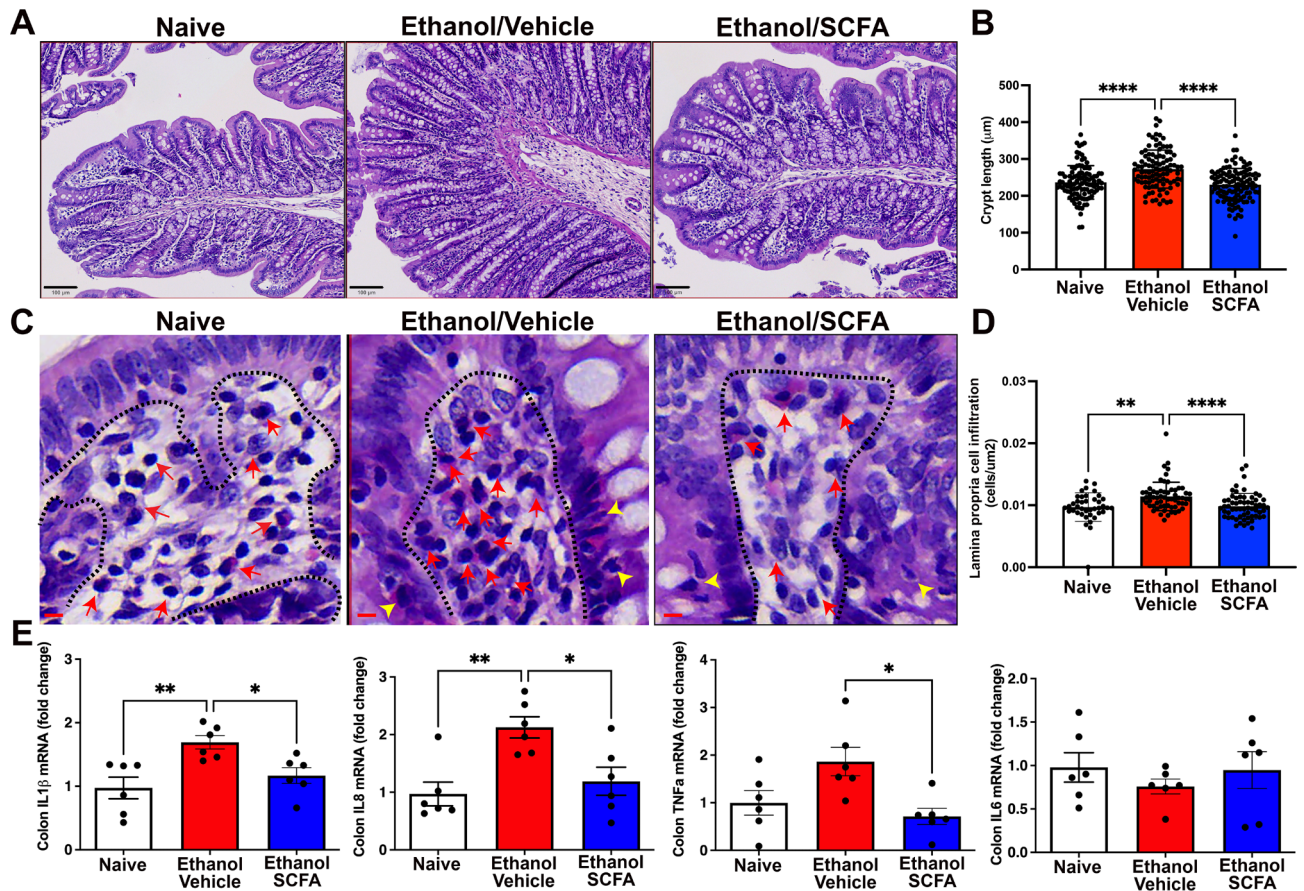 A
Naive
Ethanol/Vehicle
Ethanol/SCFA
100 μm
100 μm
B
Crypt length (μm)
500
400
300
200
100
0
****
****
Naive
Ethanol
Vehicle
Ethanol
SCFA
C
Naive
Ethanol/Vehicle
Ethanol/SCFA
D
Lamina propria cell infiltration
(cells/um2)
0.03
0.02
0.01
0.00
**
****
Naive
Ethanol
Vehicle
Ethanol
SCFA
E
Colon IL1β mRNA (fold change)
3
2
1
0
**
*
Naive
Ethanol
Vehicle
Ethanol
SCFA
Colon IL8 mRNA (fold change)
3
2
1
0
**
*
Naive
Ethanol
Vehicle
Ethanol
SCFA
Colon TNFa mRNA (fold change)
4
3
2
1
0
*
Naive
Ethanol
Vehicle
Ethanol
SCFA
Colon IL6 mRNA (fold change)
2.0
1.5
1.0
0.5
0.0
Naive
Ethanol
Vehicle
Ethanol
SCFA